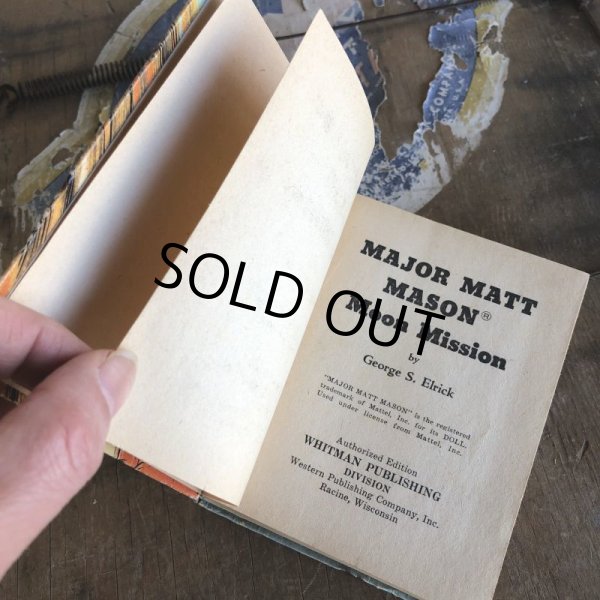 COMPANY
MAJOR MATT
MASON®
Moon Mission
by
George S. Elrick
"MAJOR MATT MASON" is the registered
trademark of Mattel, Inc. for its DOLL.
Used under license from Mattel, Inc.
Authorized Edition
WHITMAN PUBLISHING
DIVISION
Western Publishing Company, Inc.
Racine, Wisconsin
SOLD OUT